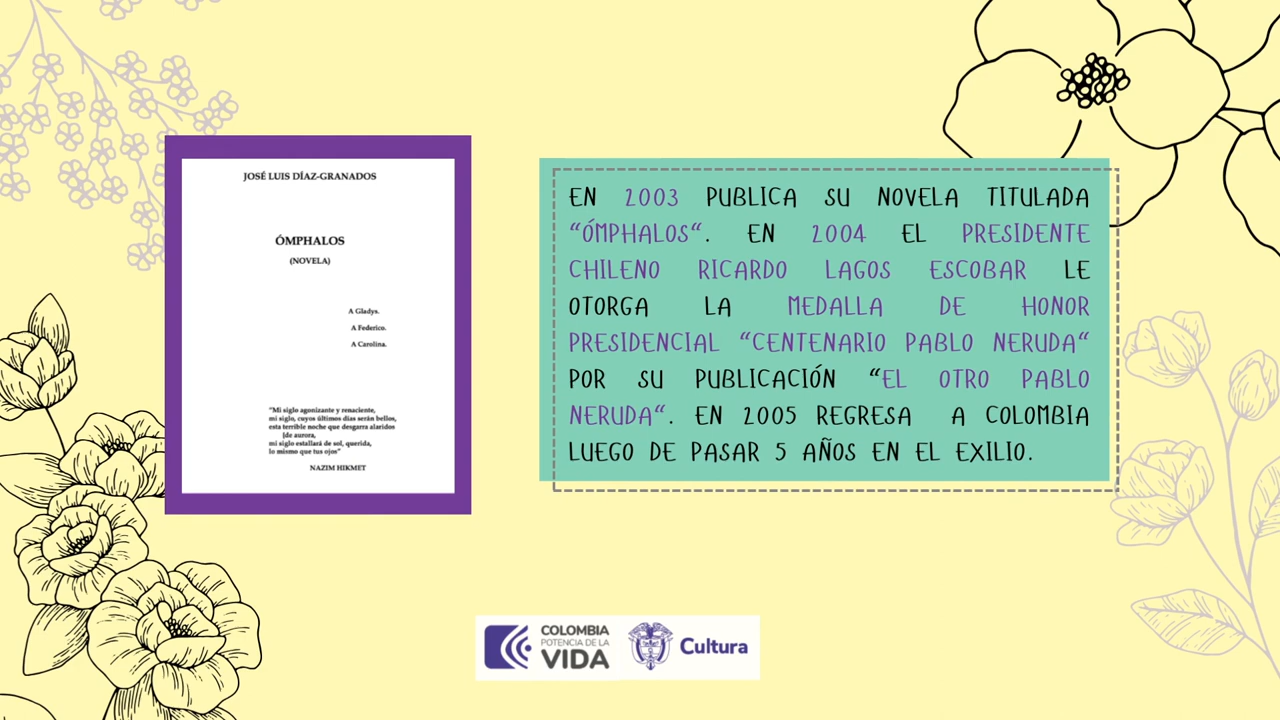 JOSÉ LUIS DÍAZ-GRANADOS
ÓMPHALOS
(NOVELA)
A Gladys.
A Federico.
A Carolina.
"Mi siglo agonizante y renaciente,
mi siglo, cuyos últimos días serán bellos,
esta terrible noche que desgarra alaridos
[de aurora,
mi siglo estallará de sol, querida,
lo mismo que tus ojos"
NAZIM HIKMET
EN 2003 PUBLICA SU NOVELA TITULADA
“ÓMPHALOS“. EN 2004 EL PRESIDENTE
CHILENO RICARDO LAGOS ESCOBAR LE
OTORGA LA MEDALLA DE HONOR
PRESIDENCIAL “CENTENARIO PABLO NERUDA“
POR SU PUBLICACIÓN “EL OTRO PABLO
NERUDA“. EN 2005 REGRESA A COLOMBIA
LUEGO DE PASAR 5 AÑOS EN EL EXILIO.
COLOMBIA
POTENCIA DE LA
VIDA
Cultura